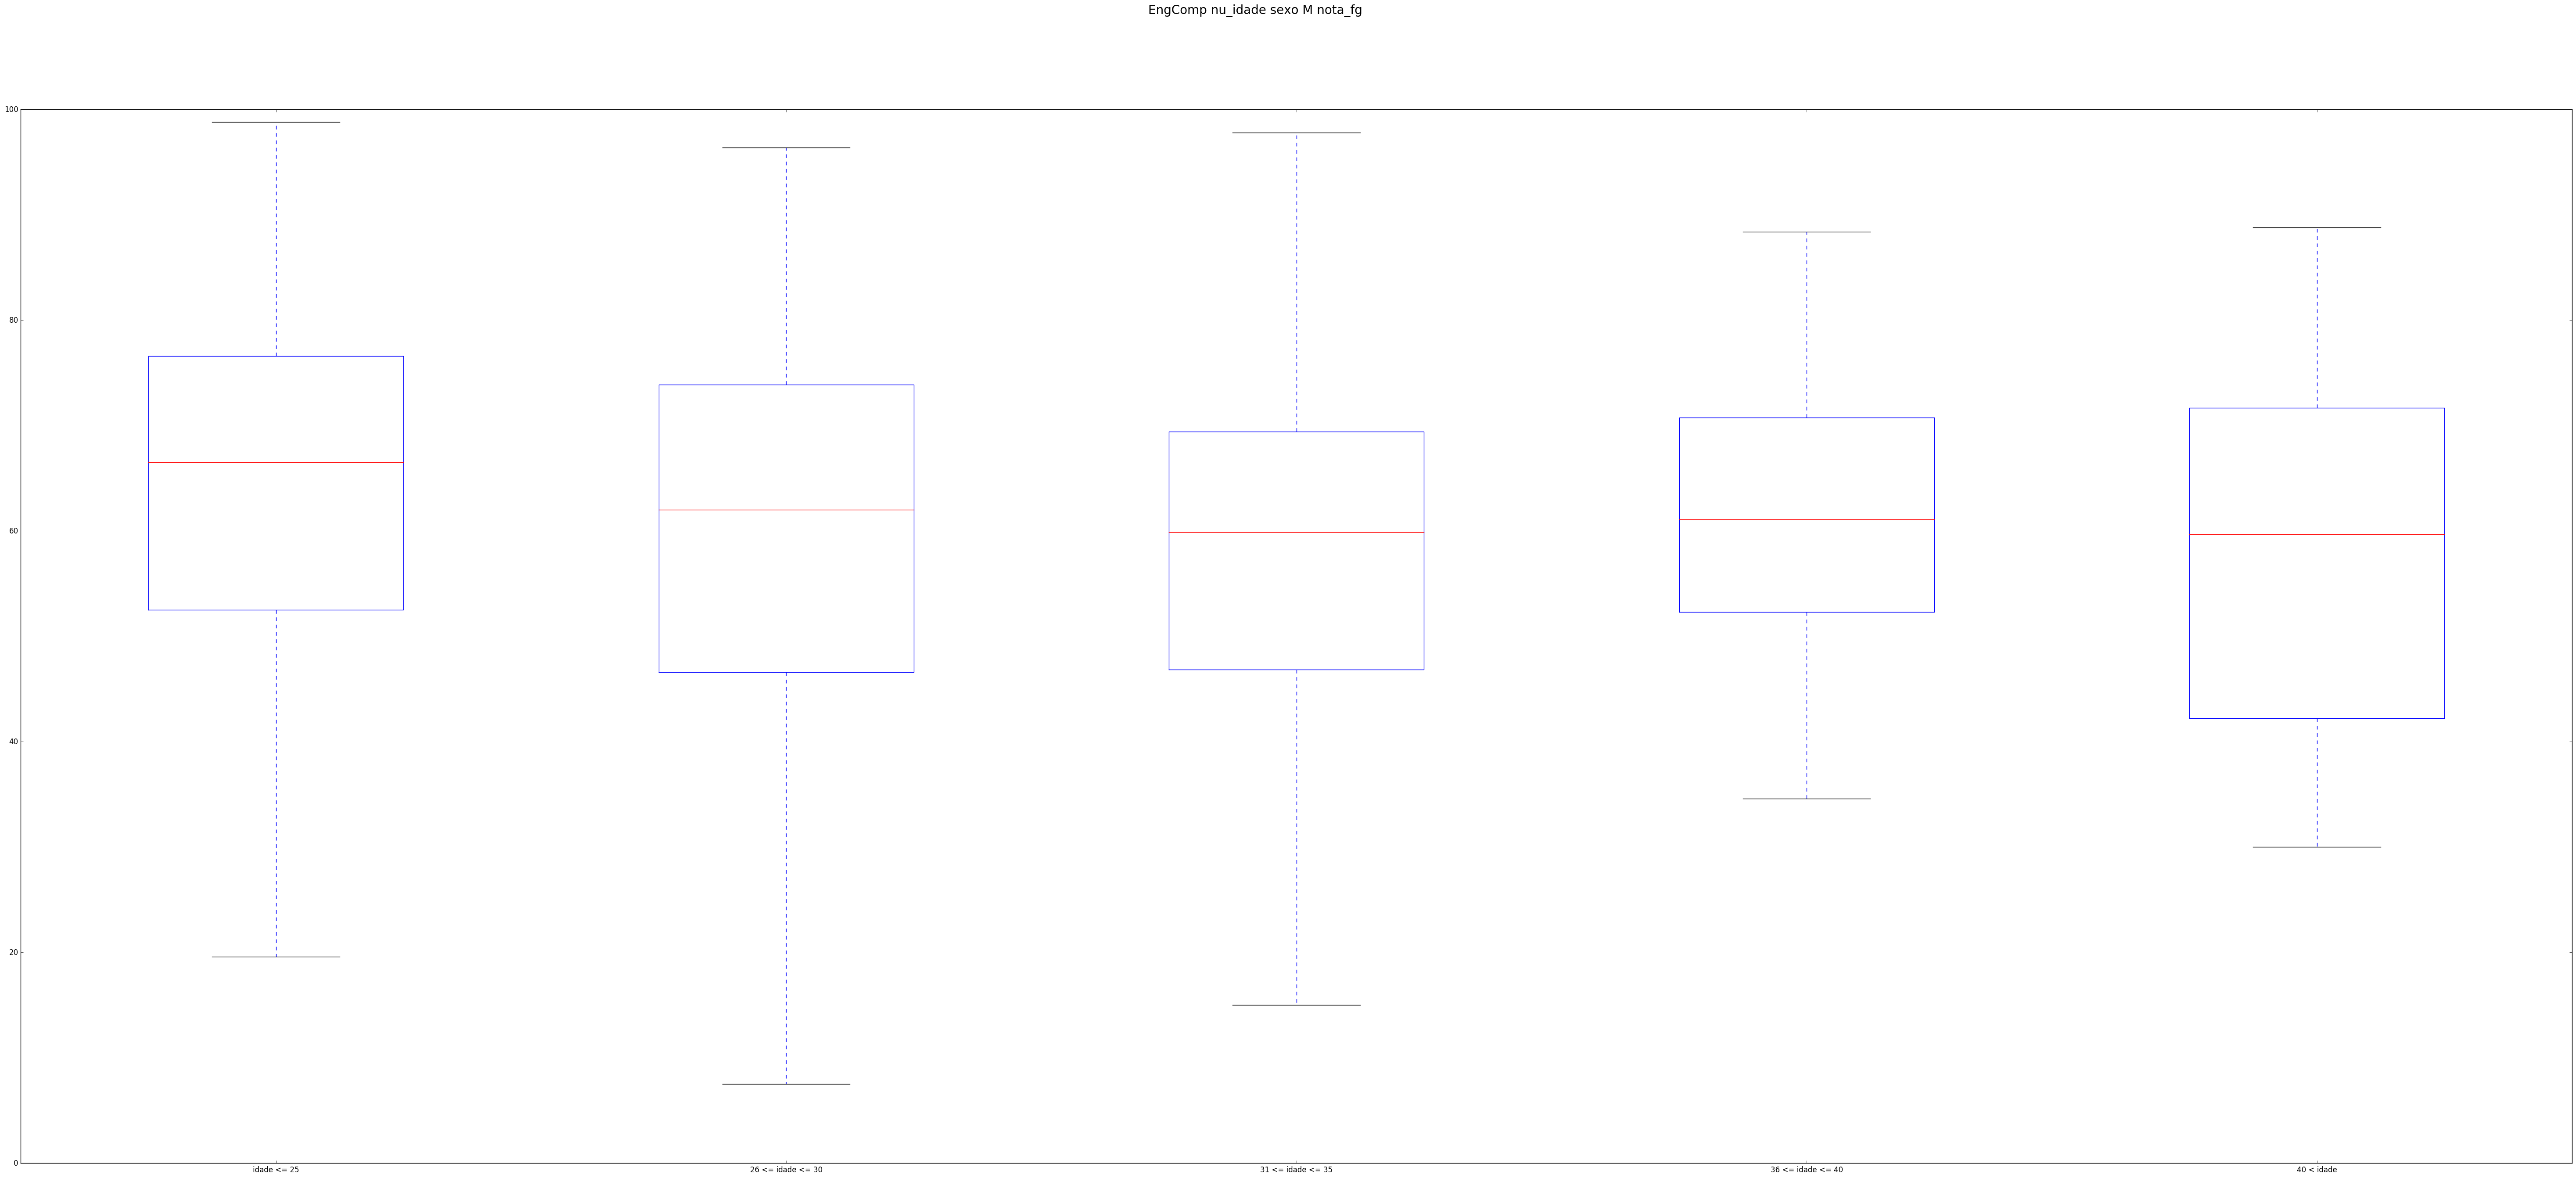 EngComp nu_idade sexo M nota_fg
100
80
60
40
20
0
idade <= 25
26 <= idade <= 30
31 <= idade <= 35
36 <= idade <= 40
40 < idade